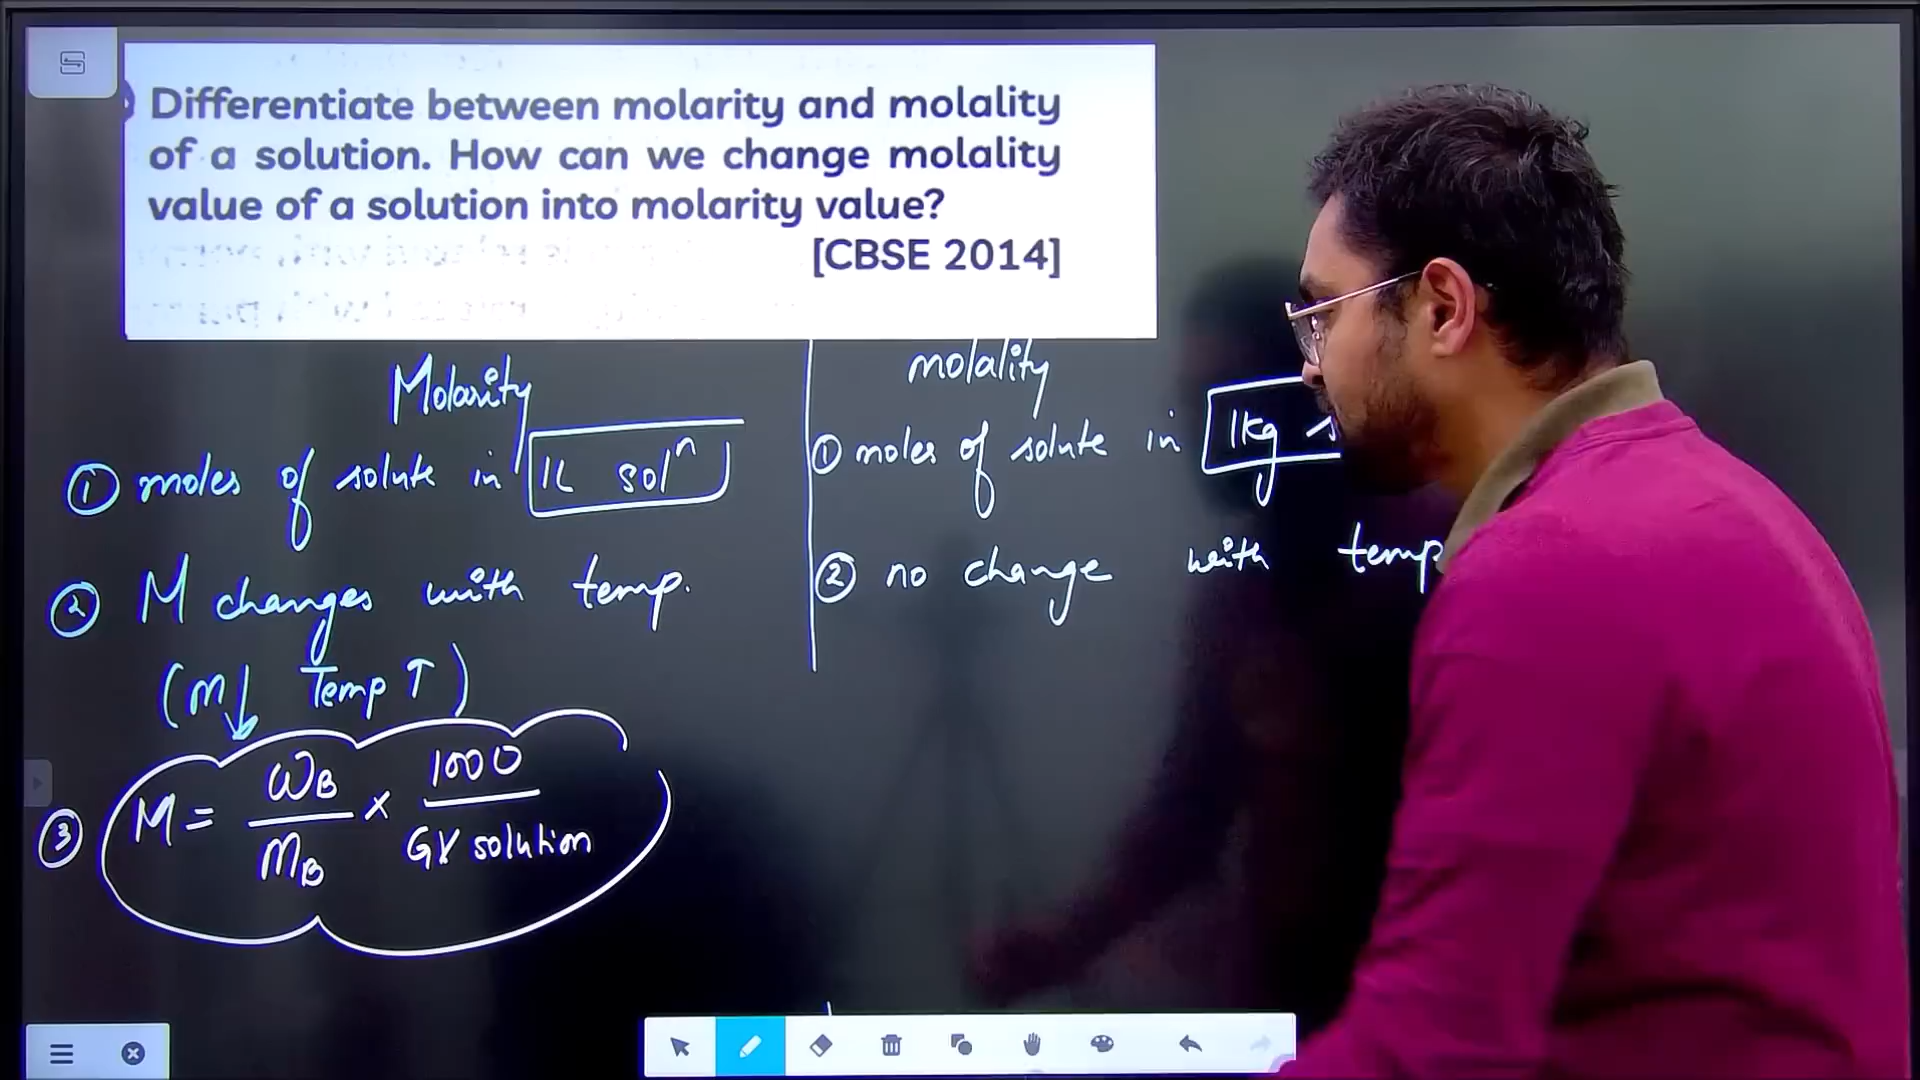 Differentiate between molarity and molality
of a solution. How can we change molality
value of a solution into molarity value?
[CBSE 2014]
Molarity
① moles of solute in 1L solⁿ
② M changes with temp.
(M↓ Temp ↑)
③ M = WB/MB × 1000/GV solution
molality
① moles of solute in 1kg
② no change with temp